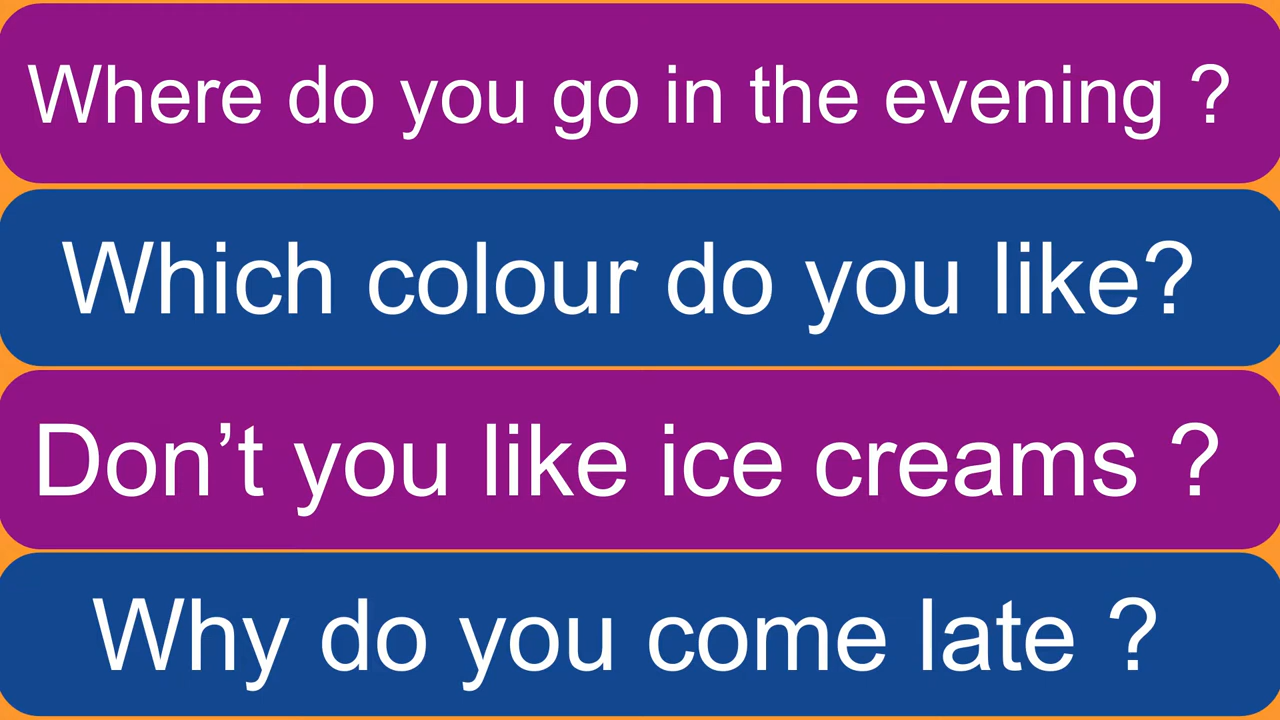 Where do you go in the evening ?
Which colour do you like?
Don’t you like ice creams ?
Why do you come late ?